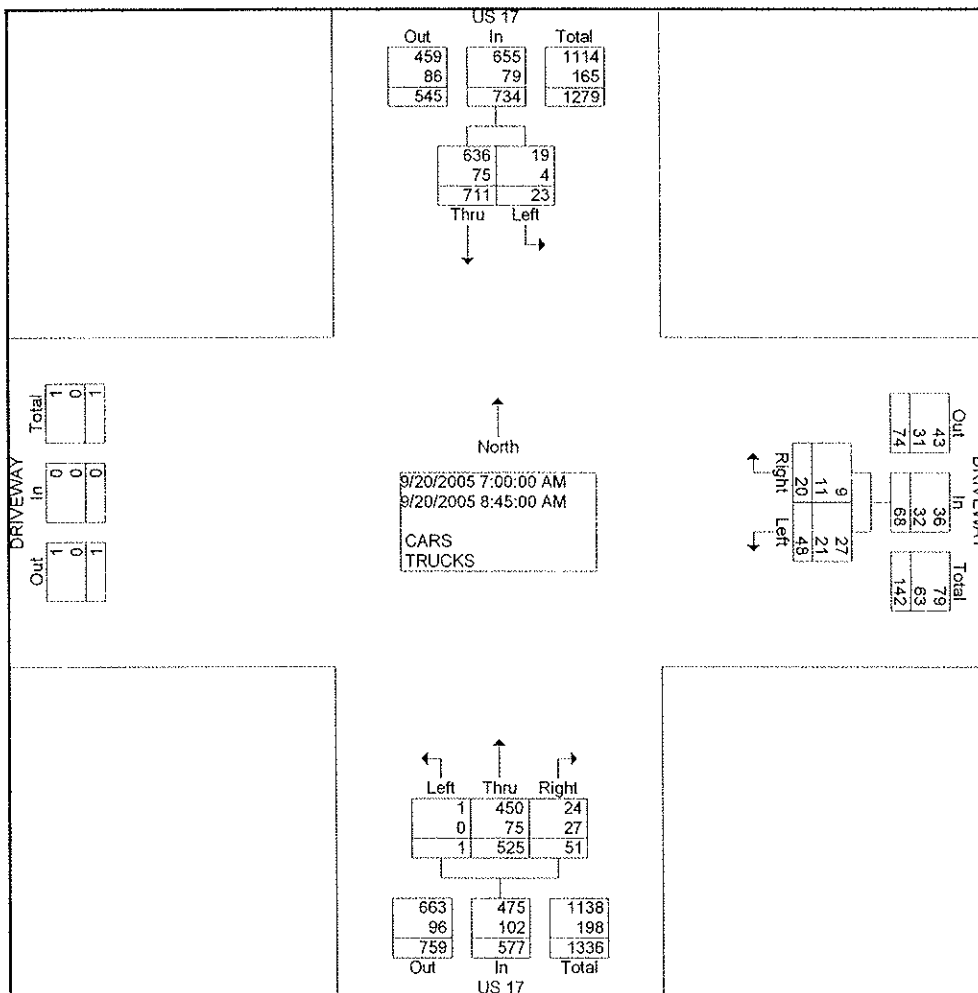 US 17
Out In Total
459 655 1114
86 79 165
545 734 1279
636 19
75 4
711 23
Thru Left
DRIVEWAY
Total
1
0
1
In
0
0
0
Out
1
0
1
North
9/20/2005 7:00:00 AM
9/20/2005 8:45:00 AM
CARS
TRUCKS
Right Left
9 27
11 21
20 48
Out In Total
43 36 79
31 32 63
74 68 142
DRIVEWAY
Left Thru Right
1 450 24
0 75 27
1 525 51
663 475 1138
96 102 198
759 577 1336
Out In Total
US 17